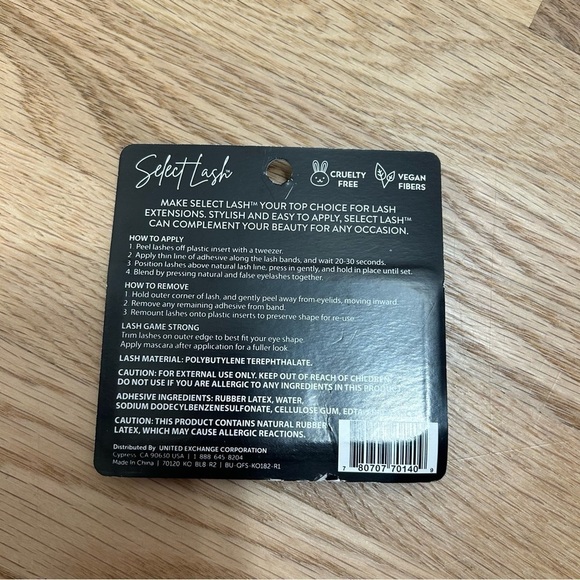 Select Lash
CRUELTY FREE
VEGAN FIBERS
MAKE SELECT LASH™ YOUR TOP CHOICE FOR LASH
EXTENSIONS. STYLISH AND EASY TO APPLY, SELECT LASH™
CAN COMPLEMENT YOUR BEAUTY FOR ANY OCCASION.
HOW TO APPLY
1 Peel lashes off plastic insert with a tweezer.
2 Apply thin line of adhesive along the lash bands, and wait 20-30 seconds.
3 Position lashes above natural lash line, press in gently, and hold in place until set.
4 Blend by pressing natural and false eyelashes together.
HOW TO REMOVE
1 Hold outer corner of lash, and gently peel away from eyelids, moving inward.
2 Remove any remaining adhesive from band.
3 Remount lashes onto plastic inserts to preserve shape for re-use.
LASH GAME STRONG
Trim lashes on outer edge to best fit your eye shape
Apply mascara after application for a fuller look
LASH MATERIAL: POLYBUTYLENE TEREPHTHALATE.
CAUTION: FOR EXTERNAL USE ONLY. KEEP OUT OF REACH OF CHILDREN.
DO NOT USE IF YOU ARE ALLERGIC TO ANY INGREDIENTS IN THIS
ADHESIVE INGREDIENTS: RUBBER LATEX, WATER,
SODIUM DODECYLBENZENESULFONATE, CELLULOSE GUM,
CAUTION: THIS PRODUCT CONTAINS NATURAL RUBBER
LATEX, WHICH MAY CAUSE ALLERGIC REACTIONS.
Distributed By UNITED EXCHANGE CORPORATION
Cypress CA 90630 USA | 1 888 645 8204
Made In China | 70120 KO BLB R2 | BU-QFS-KO1B2-R1
7 80707 70140 9